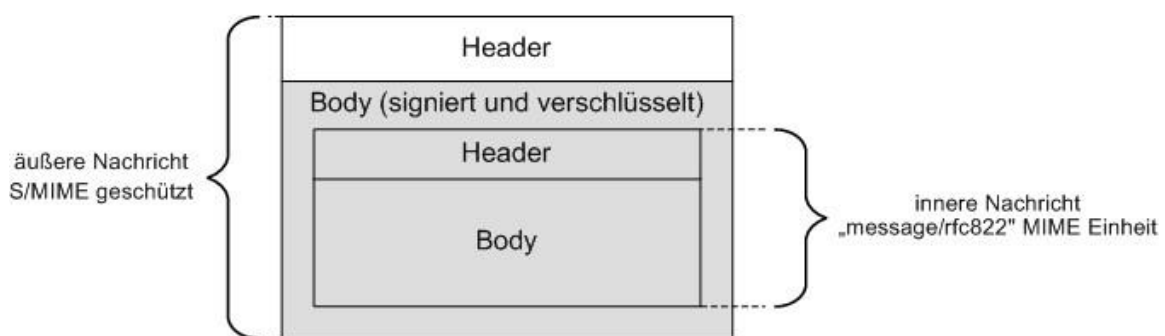 Header
Body (signiert und verschlüsselt)
Header
Body
äußere Nachricht
S/MIME geschützt
innere Nachricht
„message/rfc822" MIME Einheit